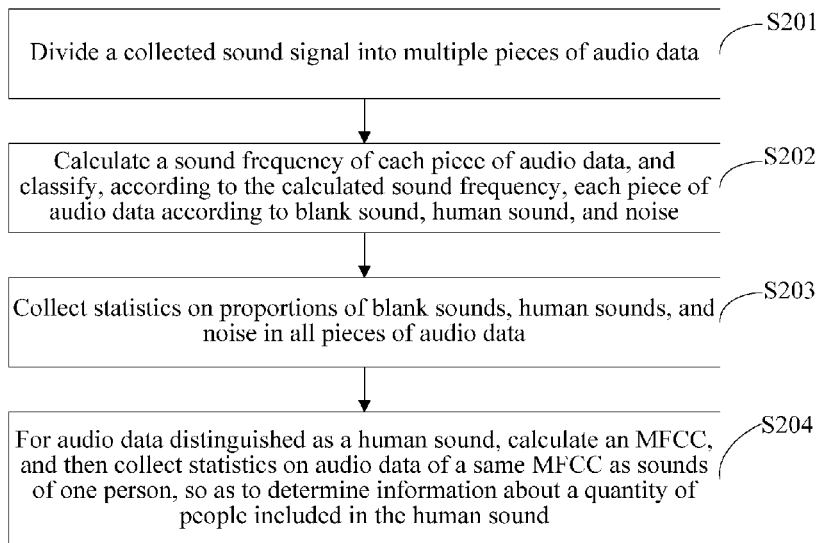 S201
Divide a collected sound signal into multiple pieces of audio data
S202
Calculate a sound frequency of each piece of audio data, and
classify, according to the calculated sound frequency, each piece of
audio data according to blank sound, human sound, and noise
S203
Collect statistics on proportions of blank sounds, human sounds, and
noise in all pieces of audio data
S204
For audio data distinguished as a human sound, calculate an MFCC,
and then collect statistics on audio data of a same MFCC as sounds
of one person, so as to determine information about a quantity of
people included in the human sound